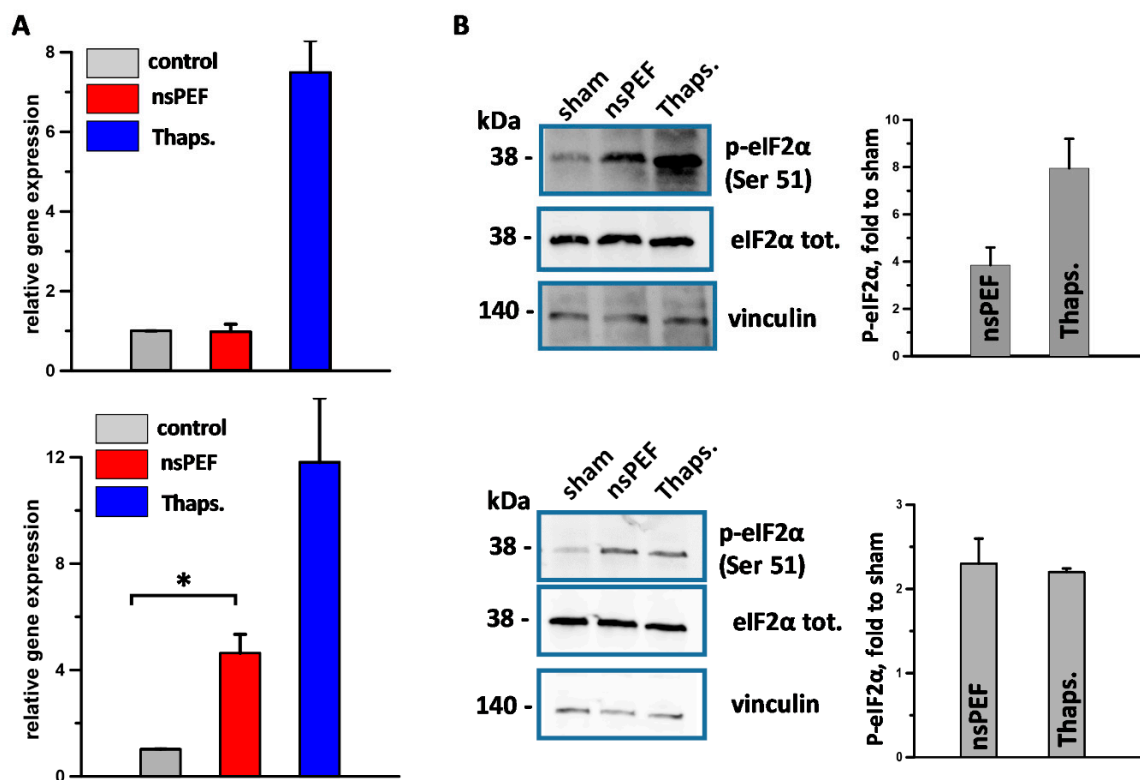 A
8
6
4
2
1
0
relative gene expression
control
nsPEF
Thaps.
12
8
4
1
0
relative gene expression
control
nsPEF
Thaps.
*
B
sham
nsPEF
Thaps.
kDa
38 -
p-eIF2α
(Ser 51)
38 -
eIF2α tot.
140 -
vinculin
10
8
6
4
2
0
P-eIF2α, fold to sham
nsPEF
Thaps.
sham
nsPEF
Thaps.
kDa
38 -
p-eIF2α
(Ser 51)
38 -
eIF2α tot.
140 -
vinculin
3
2
1
0
P-eIF2α, fold to sham
nsPEF
Thaps.